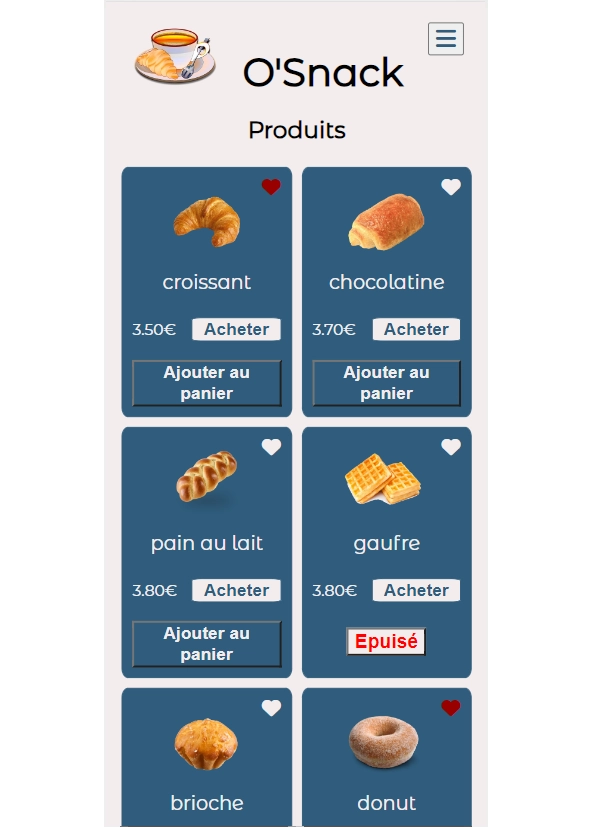 O'Snack
Produits
croissant
chocolatine
3.50€ Acheter
3.70€ Acheter
Ajouter au
panier
Ajouter au
panier
pain au lait
gaufre
3.80€ Acheter
3.80€ Acheter
Ajouter au
panier
Epuisé
brioche
donut